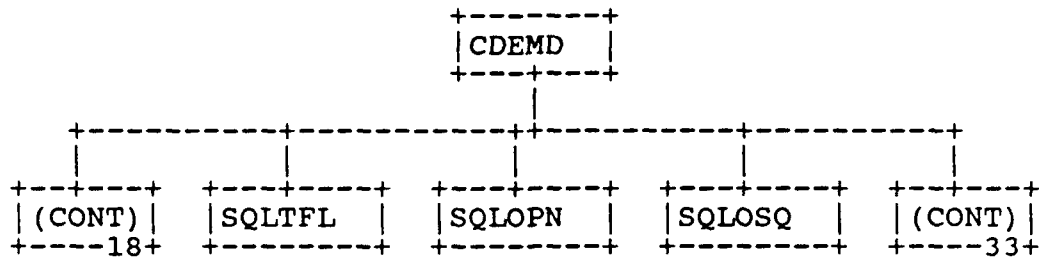 CDEMD
(CONT) SQLTFL SQLOPN SQLOSQ (CONT)
18 33